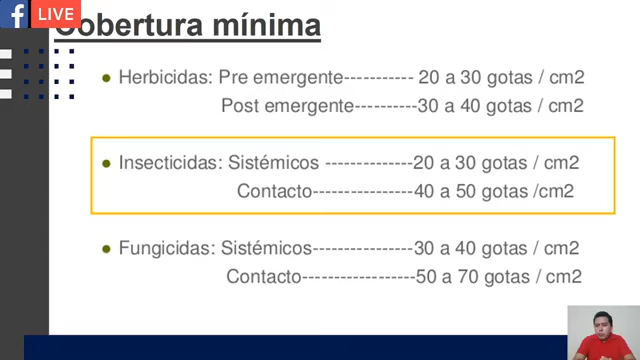 f LIVE
Cobertura mínima
● Herbicidas: Pre emergente----------- 20 a 30 gotas / cm2
Post emergente----------30 a 40 gotas / cm2
● Insecticidas: Sistémicos --------------20 a 30 gotas / cm2
Contacto----------------40 a 50 gotas /cm2
● Fungicidas: Sistémicos----------------30 a 40 gotas / cm2
Contacto------------------50 a 70 gotas / cm2